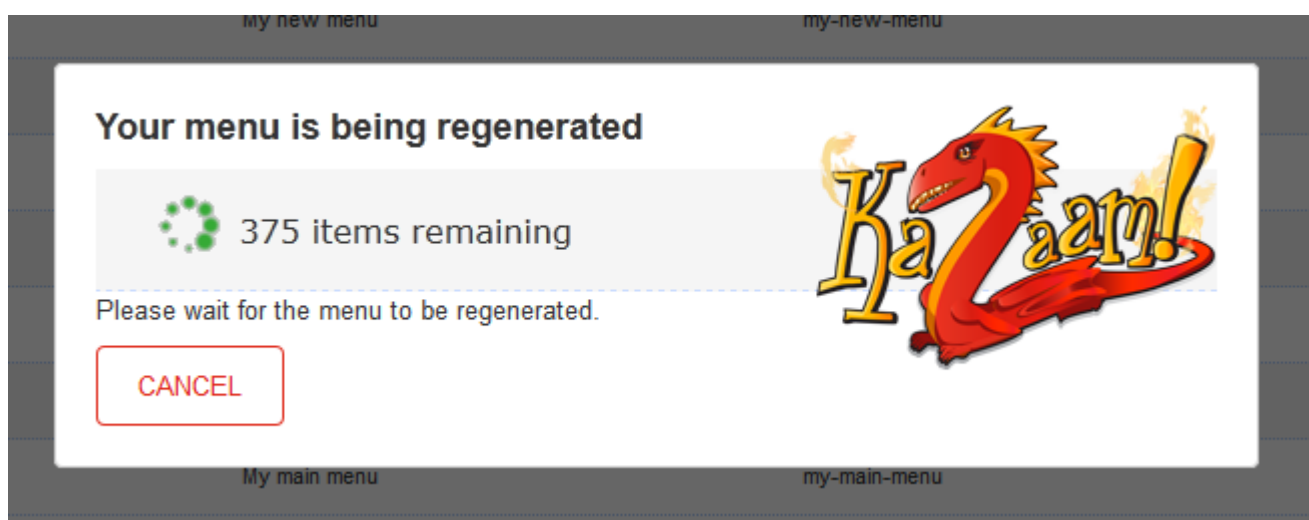 My new menu my-new-menu
Your menu is being regenerated
375 items remaining
KaZaam!
Please wait for the menu to be regenerated.
CANCEL
My main menu my-main-menu